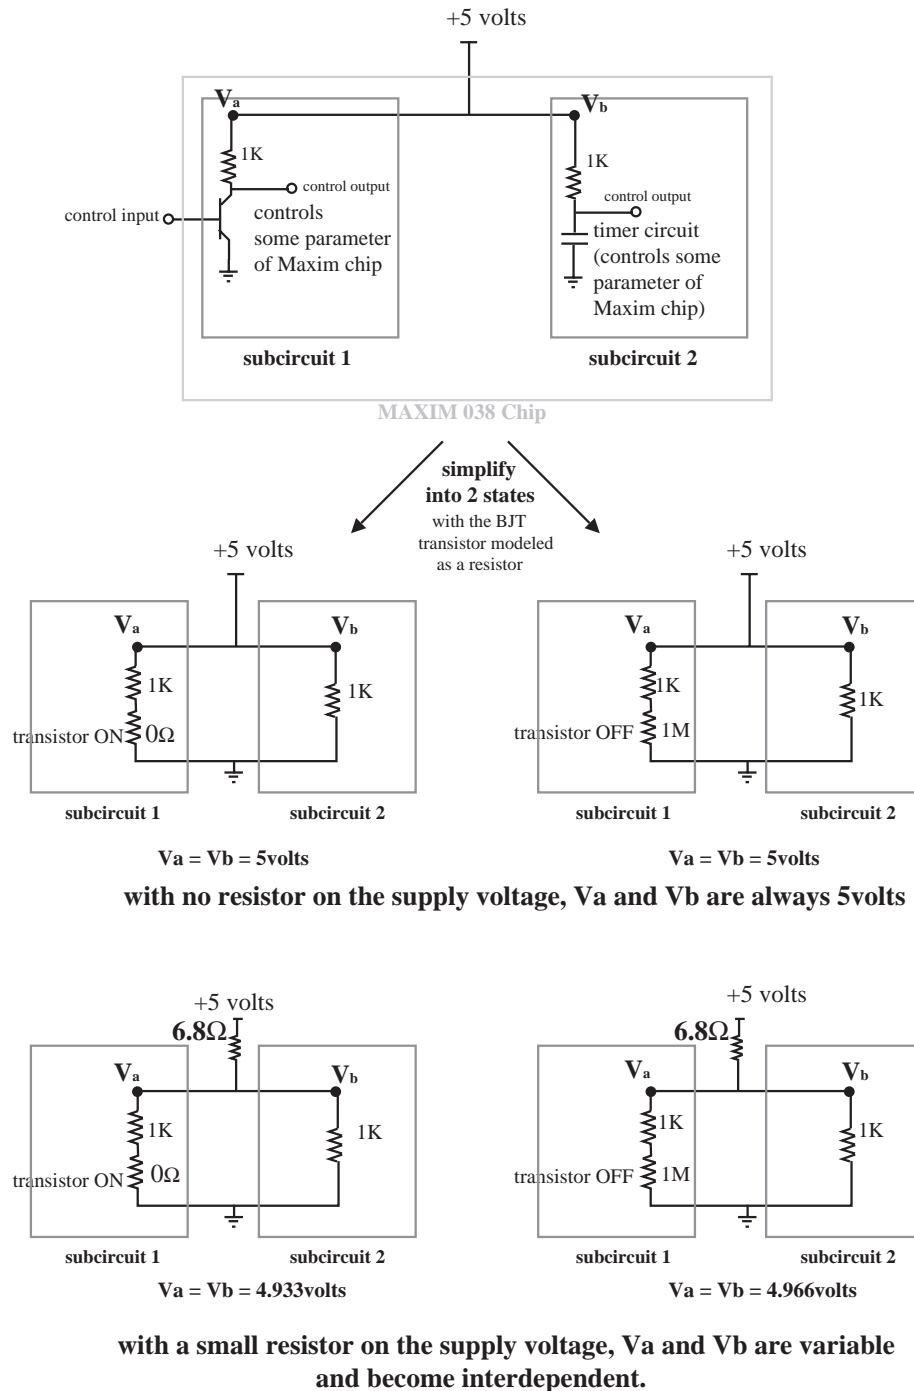 +5 volts
Va
Vb
1K
1K
control output
control output
control input
controls
some parameter
of Maxim chip
timer circuit
(controls some
parameter of
Maxim chip)
subcircuit 1
subcircuit 2
MAXIM 038 Chip
simplify
into 2 states
with the BJT
transistor modeled
as a resistor
+5 volts
Va
Vb
1K
1K
transistor ON
0Ω
subcircuit 1
subcircuit 2
Va = Vb = 5volts
+5 volts
Va
Vb
1K
1K
transistor OFF
1M
subcircuit 1
subcircuit 2
Va = Vb = 5volts
with no resistor on the supply voltage, Va and Vb are always 5volts
+5 volts
6.8Ω
Va
Vb
1K
1K
transistor ON
0Ω
subcircuit 1
subcircuit 2
Va = Vb = 4.933volts
+5 volts
6.8Ω
Va
Vb
1K
1K
transistor OFF
1M
subcircuit 1
subcircuit 2
Va = Vb = 4.966volts
with a small resistor on the supply voltage, Va and Vb are variable
and become interdependent.